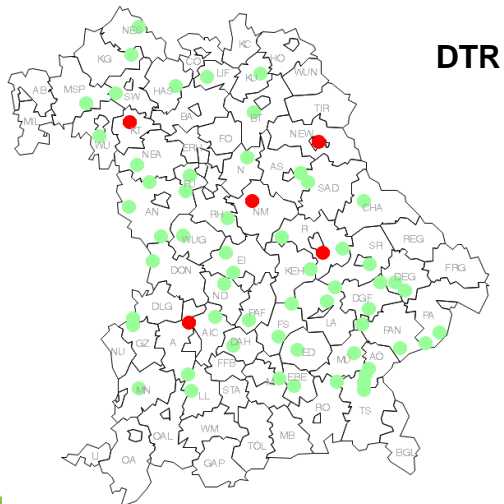 DTR
NES
KC
CO
HO
KG
LIF
KU
WUN
AB
MSP
HAS
SW
TIR
BA
BT
MIL
KT
NEW
WÜ
FO
ERH
NEA
N
AS
FÜ
SAD
AN
NM
CHA
RH
R
WUG
SR
REG
EI
KEH
DON
DEG
FRG
ND
DLG
DGF
PAF
LA
PA
AIC
FS
PAN
NU
GZ
A
DAH
ED
MÜ
AÖ
FFB
EBE
MN
STA
LL
RO
TS
WM
MB
OAL
TÖL
LI
OA
GAP
BGL